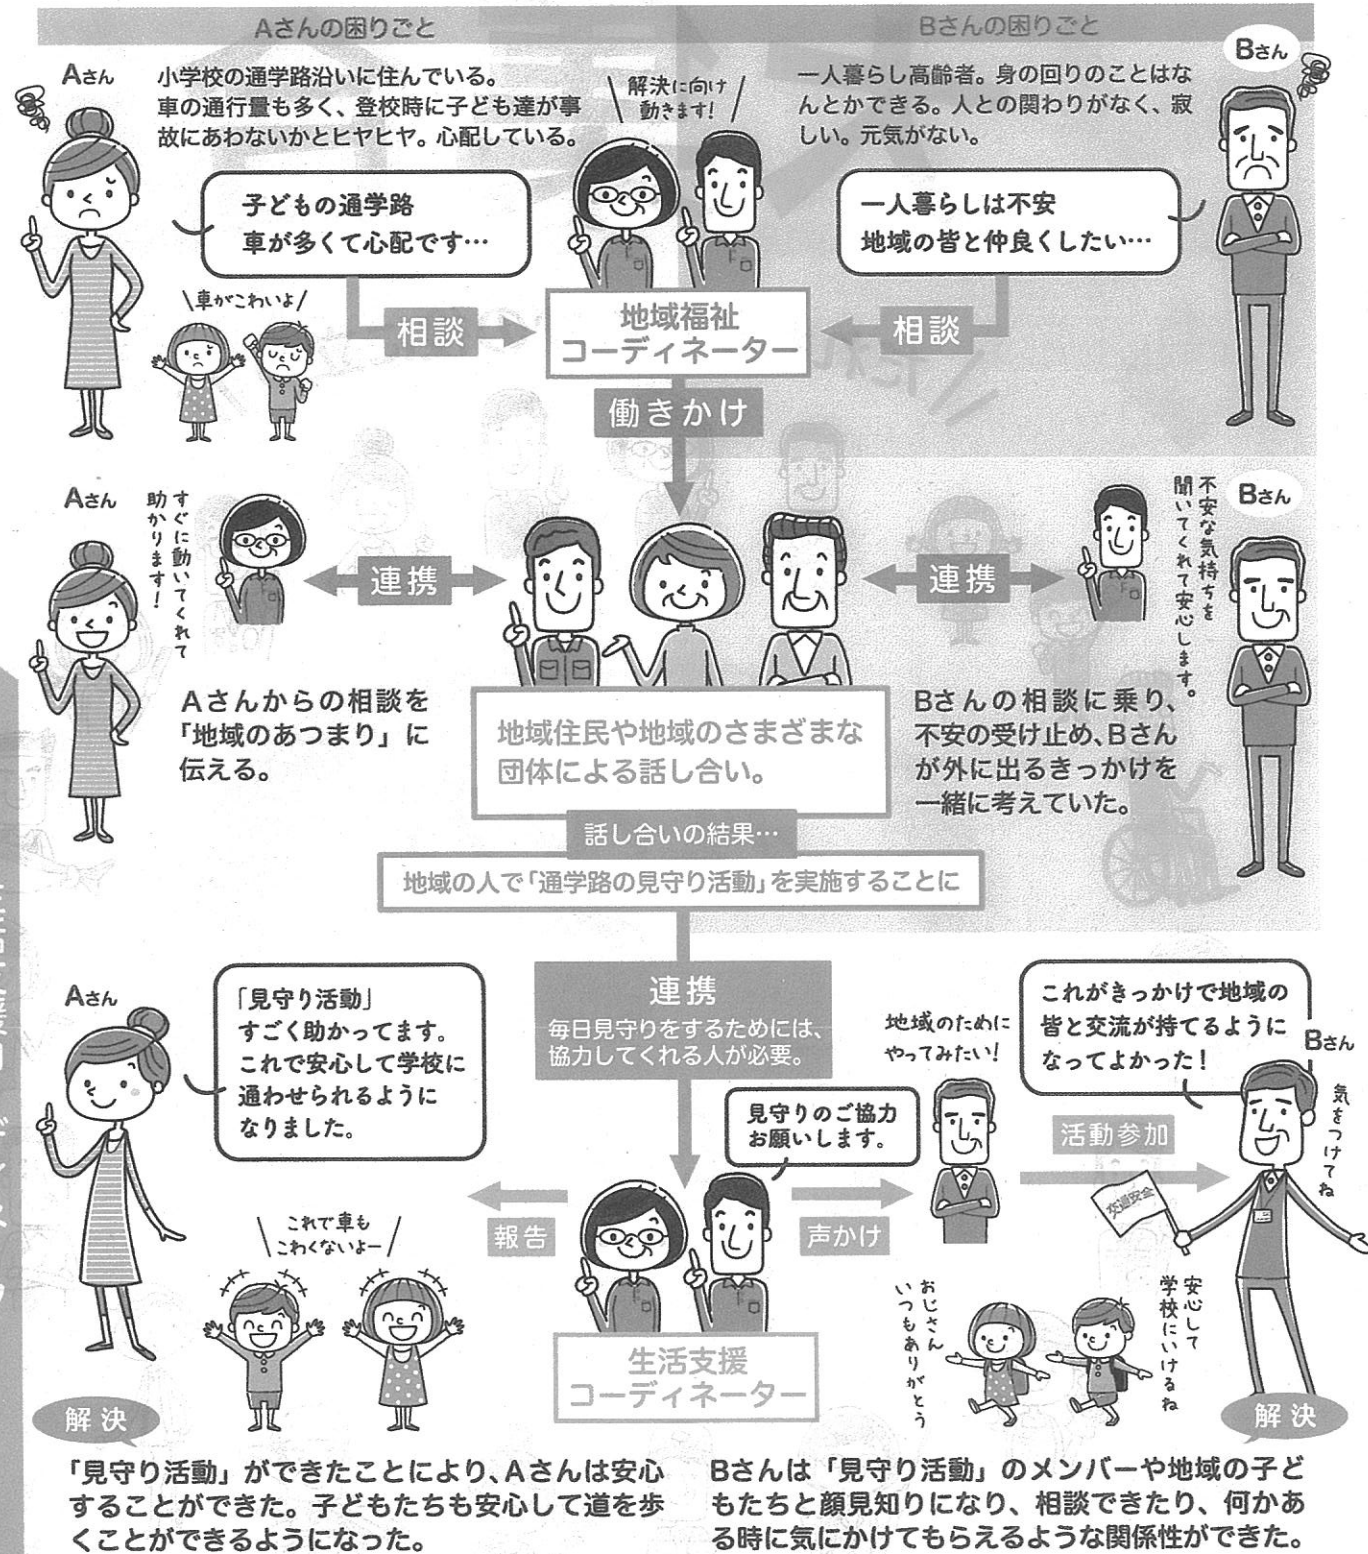 Aさんの困りごと
Bさんの困りごと
Aさん
小学校の通学路沿いに住んでいる。
車の通行量も多く、登校時に子ども達が事
故にあわないかとヒヤヒヤ。心配している。
解決に向け
動きます!
一人暮らし高齢者。身の回りのことはな
んとかできる。人との関わりがなく、寂
しい。元気がない。
Bさん
子どもの通学路
車が多くて心配です…
一人暮らしは不安
地域の皆と仲良くしたい…
車がこわいよ
相談
地域福祉
コーディネーター
相談
働きかけ
Aさん
すぐに動いてくれて
助かります!
連携
連携
不安な気持ちを
聞いてくれて安心します。
Bさん
Aさんからの相談を
「地域のあつまり」に
伝える。
地域住民や地域のさまざまな
団体による話し合い。
Bさんの相談に乗り、
不安の受け止め、Bさん
が外に出るきっかけを
一緒に考えていた。
話し合いの結果…
地域の人で「通学路の見守り活動」を実施することに
Aさん
「見守り活動」
すごく助かってます。
これで安心して学校に
通わせられるように
なりました。
連携
毎日見守りをするためには、
協力してくれる人が必要。
地域のために
やってみたい!
これがきっかけで地域の
皆と交流が持てるように
なってよかった!
Bさん
気をつけてね
見守りのご協力
お願いします。
活動参加
交通安全
これで車も
こわくないよー
報告
声かけ
生活支援
コーディネーター
おじさん
いつもありがとう
安心して
学校にいけるね
解決
解決
「見守り活動」ができたことにより、Aさんは安心
することができた。子どもたちも安心して道を歩
くことができるようになった。
Bさんは「見守り活動」のメンバーや地域の子ど
もたちと顔見知りになり、相談できたり、何かあ
る時に気にかけてもらえるような関係性ができた。